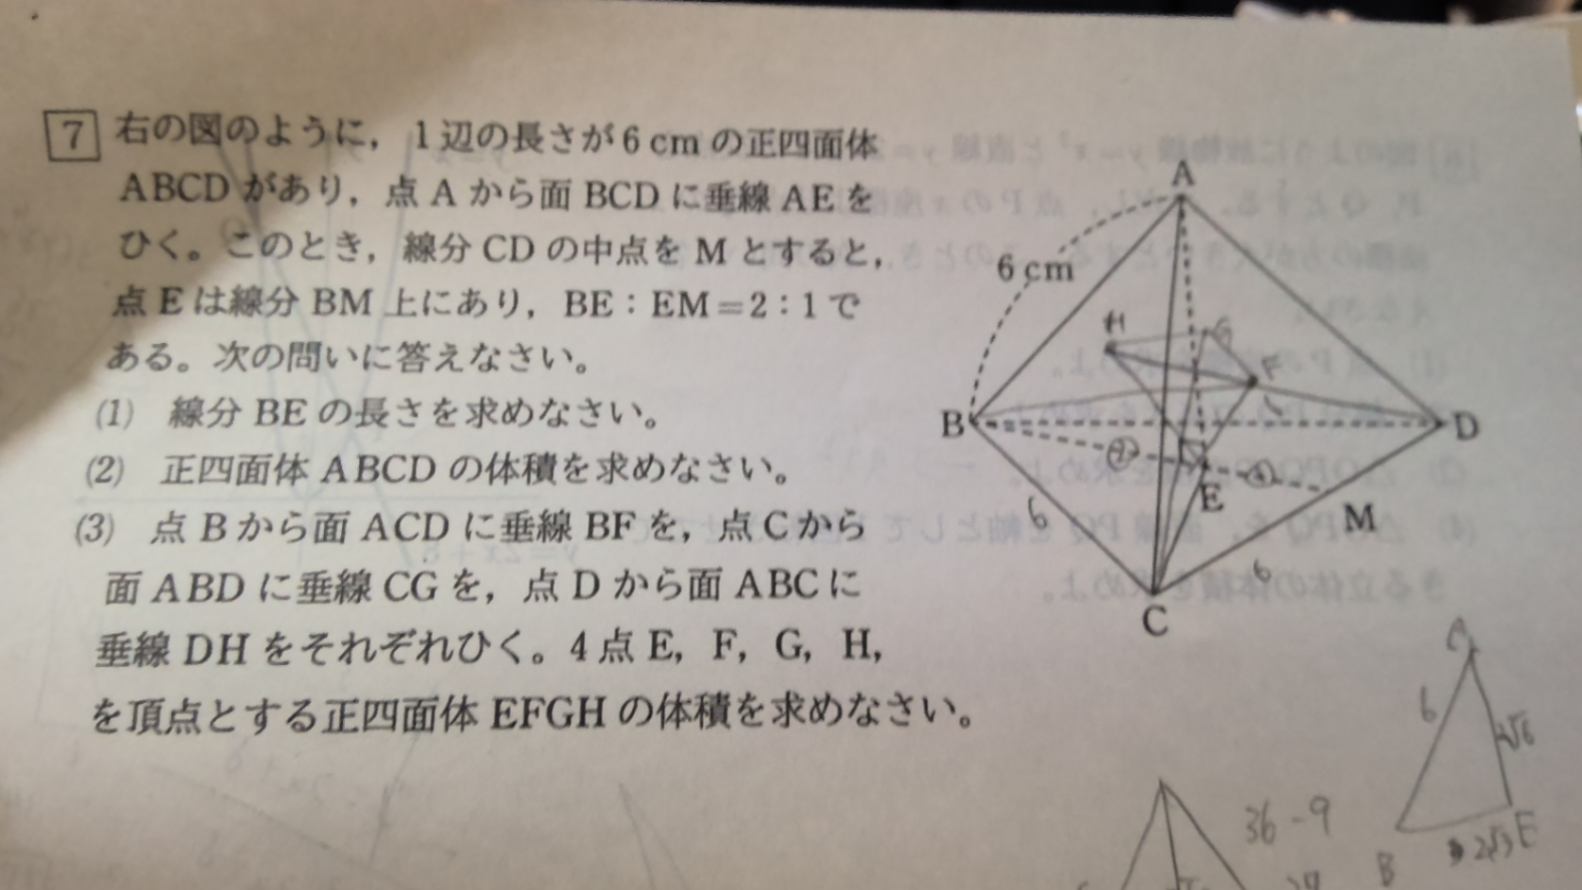 7 右の図のように，1辺の長さが6cmの正四面体
ABCDがあり，点Aから面BCDに垂線AEを
ひく。このとき，線分CDの中点をMとすると，
点Eは線分BM上にあり，BE：EM＝2：1で
ある。次の問いに答えなさい。
(1) 線分BEの長さを求めなさい。
(2) 正四面体ABCDの体積を求めなさい。
(3) 点Bから面ACDに垂線BFを，点Cから
面ABDに垂線CGを，点Dから面ABCに
垂線DHをそれぞれひく。4点E，F，G，H，
を頂点とする正四面体EFGHの体積を求めなさい。
A
6cm
H
G
F
B
D
②
①
E
M
6
6
C
6
2√6
36-9
B
2√3
E